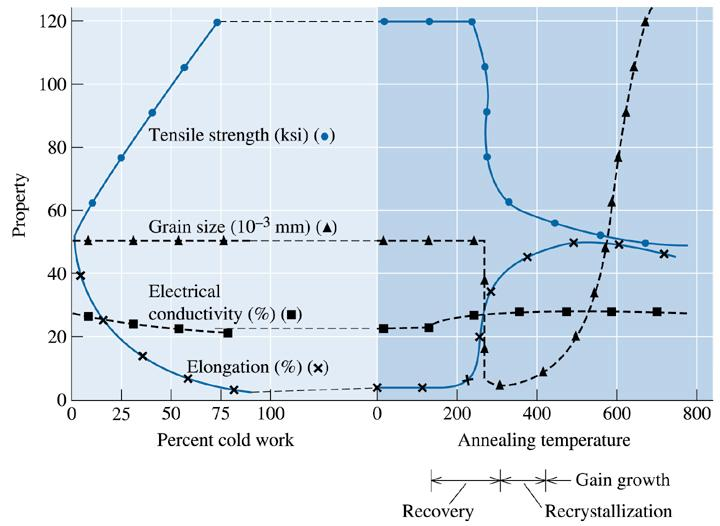 120
100
80
60
40
20
0
Property
Tensile strength (ksi) (●)
Grain size (10⁻³ mm) (▲)
Electrical
conductivity (%) (■)
Elongation (%) (×)
0 25 50 75 100
Percent cold work
0 200 400 600 800
Annealing temperature
Gain growth
Recovery
Recrystallization